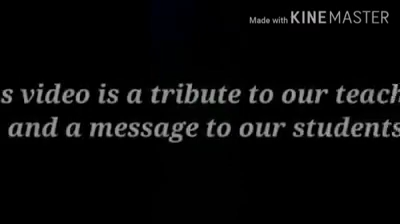 Made with KINEMASTER
s video is a tribute to our teach
and a message to our students